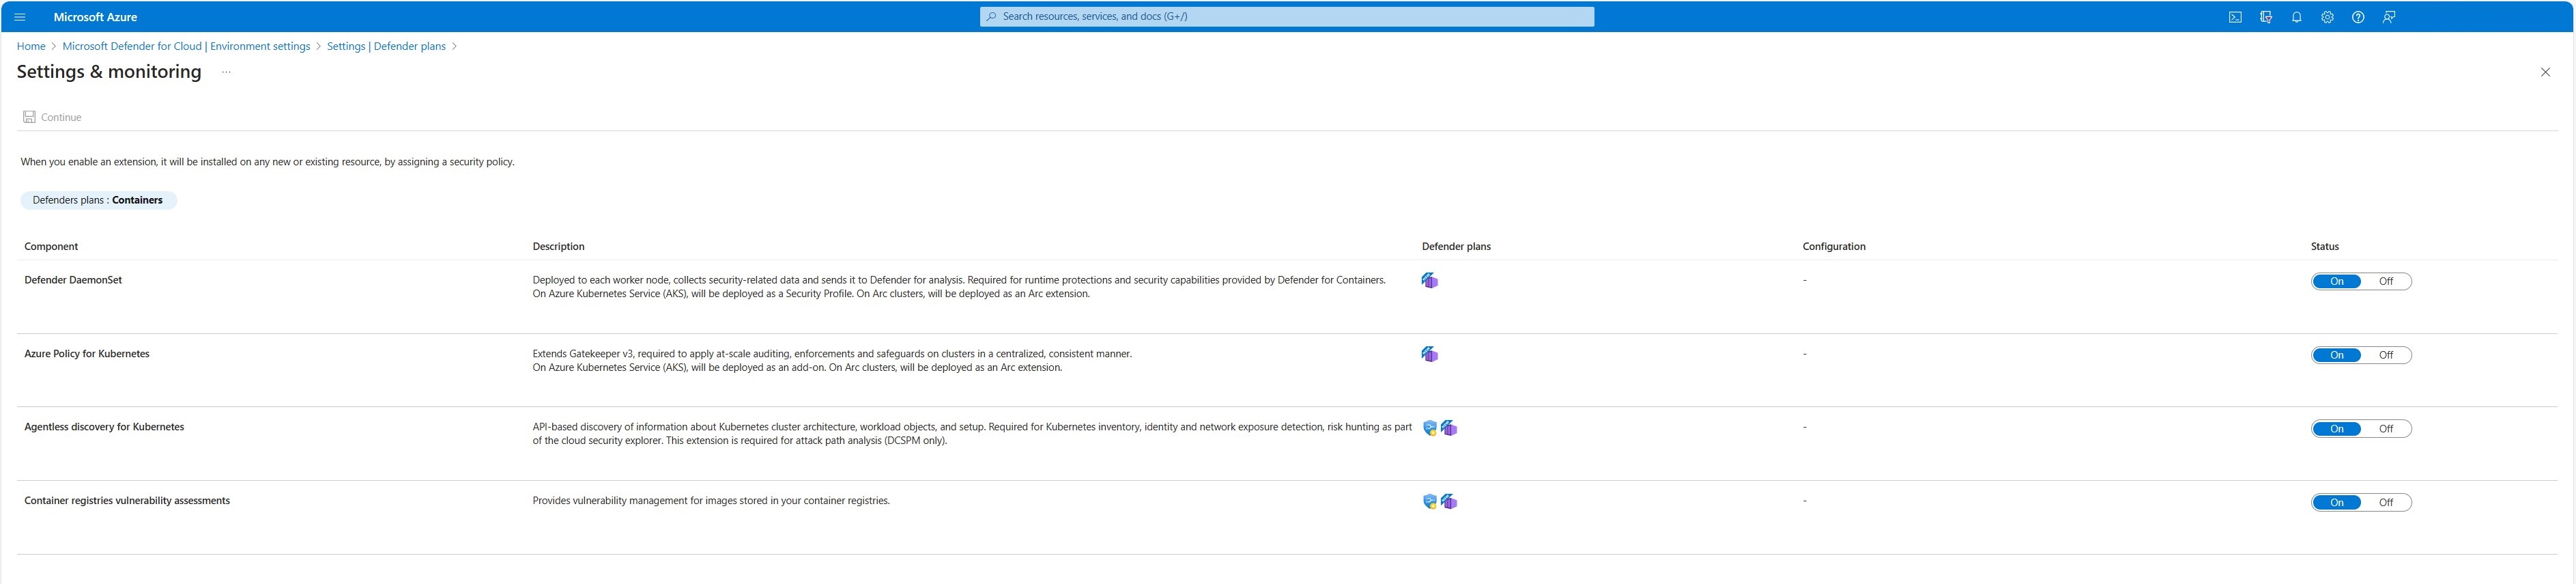 Microsoft Azure
Search resources, services, and docs (G+/)
Home > Microsoft Defender for Cloud | Environment settings > Settings | Defender plans >
Settings & monitoring ...
Continue
When you enable an extension, it will be installed on any new or existing resource, by assigning a security policy.
Defenders plans : Containers
Component Description Defender plans Configuration Status
Defender DaemonSet
Deployed to each worker node, collects security-related data and sends it to Defender for analysis. Required for runtime protections and security capabilities provided by Defender for Containers.
On Azure Kubernetes Service (AKS), will be deployed as a Security Profile. On Arc clusters, will be deployed as an Arc extension.
-
On Off
Azure Policy for Kubernetes
Extends Gatekeeper v3, required to apply at-scale auditing, enforcements and safeguards on clusters in a centralized, consistent manner.
On Azure Kubernetes Service (AKS), will be deployed as an add-on. On Arc clusters, will be deployed as an Arc extension.
-
On Off
Agentless discovery for Kubernetes
API-based discovery of information about Kubernetes cluster architecture, workload objects, and setup. Required for Kubernetes inventory, identity and network exposure detection, risk hunting as part
of the cloud security explorer. This extension is required for attack path analysis (DCSPM only).
-
On Off
Container registries vulnerability assessments
Provides vulnerability management for images stored in your container registries.
-
On Off